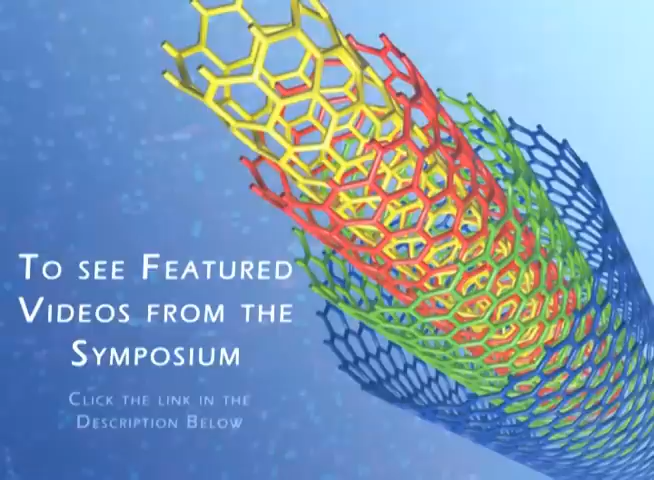 To see Featured
Videos from the
Symposium
Click the link in the
Description Below